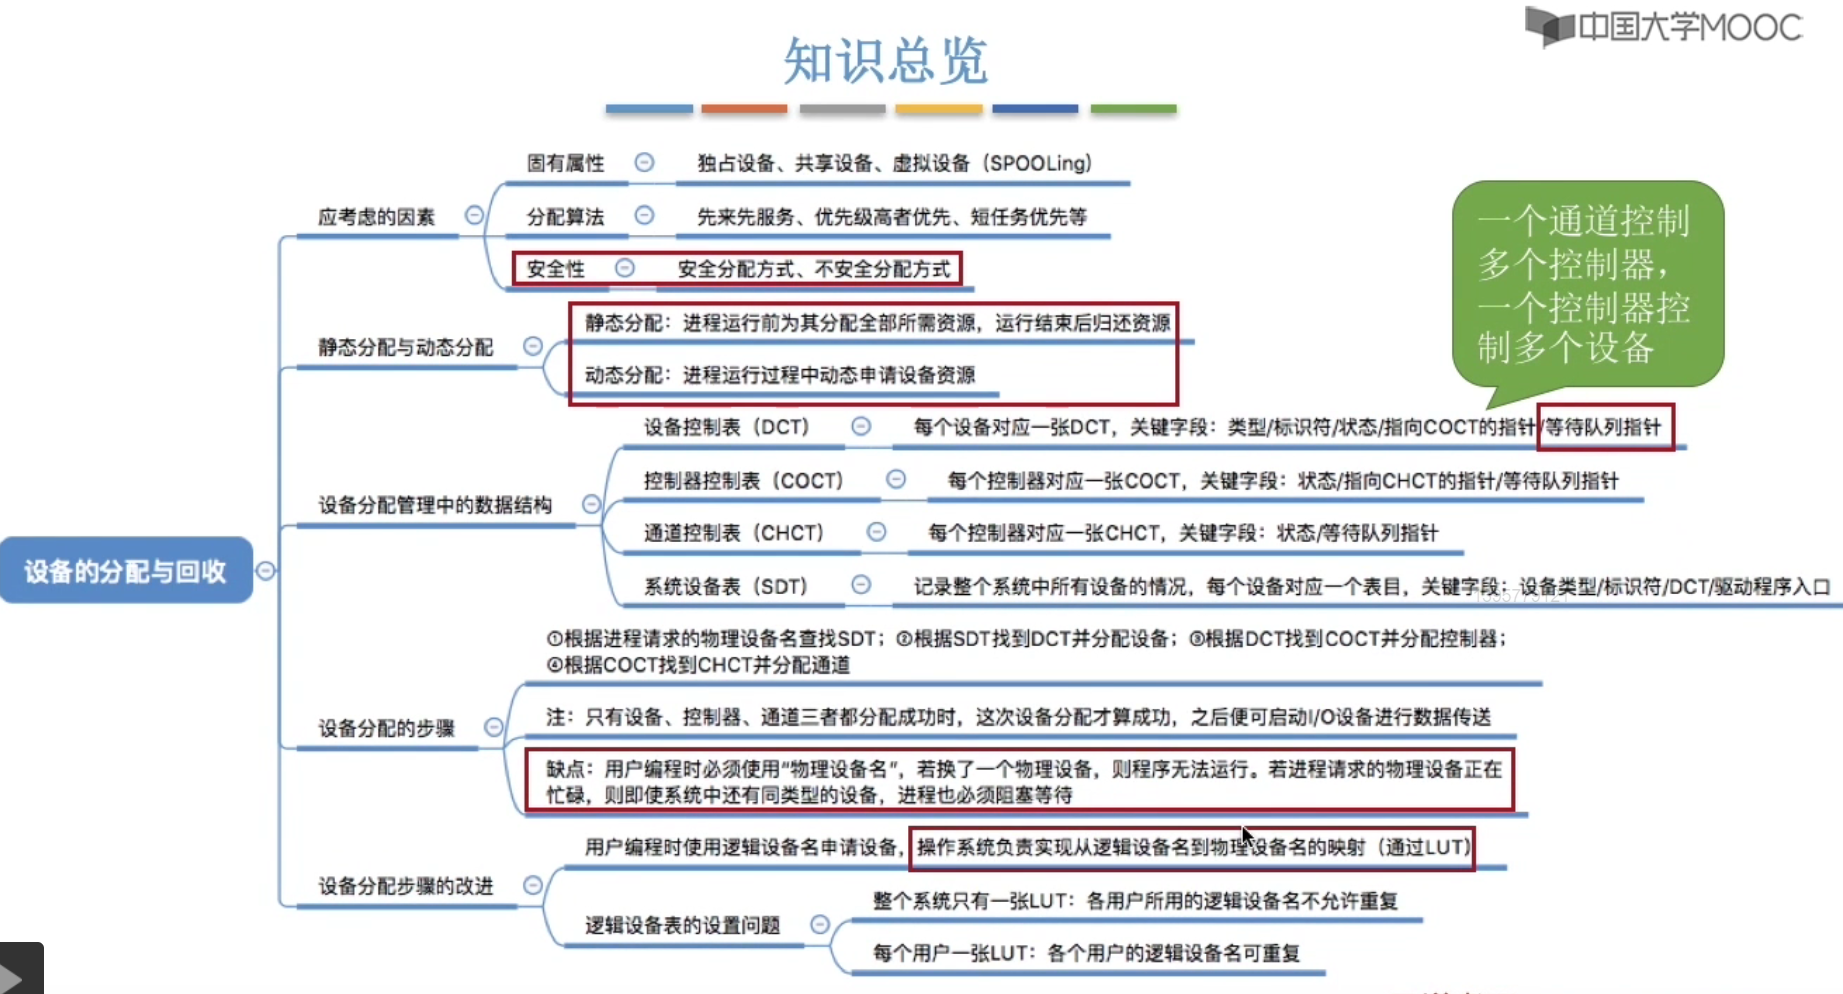 中国大学MOOC
知识总览
固有属性
独占设备、共享设备、虚拟设备（SPOOLing）
应考虑的因素
分配算法
先来先服务、优先级高者优先、短任务优先等
安全性
安全分配方式、不安全分配方式
一个通道控制
多个控制器，
一个控制器控
制多个设备
静态分配与动态分配
静态分配：进程运行前为其分配全部所需资源，运行结束后归还资源
动态分配：进程运行过程中动态申请设备资源
设备分配管理中的数据结构
设备控制表（DCT）
每个设备对应一张DCT，关键字段：类型/标识符/状态/指向COCT的指针/等待队列指针
控制器控制表（COCT）
每个控制器对应一张COCT，关键字段：状态/指向CHCT的指针/等待队列指针
通道控制表（CHCT）
每个控制器对应一张CHCT，关键字段：状态/等待队列指针
系统设备表（SDT）
记录整个系统中所有设备的情况，每个设备对应一个表目，关键字段：设备类型/标识符/DCT/驱动程序入口
设备的分配与回收
设备分配的步骤
①根据进程请求的物理设备名查找SDT；②根据SDT找到DCT并分配设备；③根据DCT找到COCT并分配控制器；
④根据COCT找到CHCT并分配通道
注：只有设备、控制器、通道三者都分配成功时，这次设备分配才算成功，之后便可启动I/O设备进行数据传送
缺点：用户编程时必须使用“物理设备名”，若换了一个物理设备，则程序无法运行。若进程请求的物理设备正在
忙碌，则即使系统中还有同类型的设备，进程也必须阻塞等待
设备分配步骤的改进
用户编程时使用逻辑设备名申请设备，操作系统负责实现从逻辑设备名到物理设备名的映射（通过LUT）
逻辑设备表的设置问题
整个系统只有一张LUT：各用户所用的逻辑设备名不允许重复
每个用户一张LUT：各个用户的逻辑设备名可重复